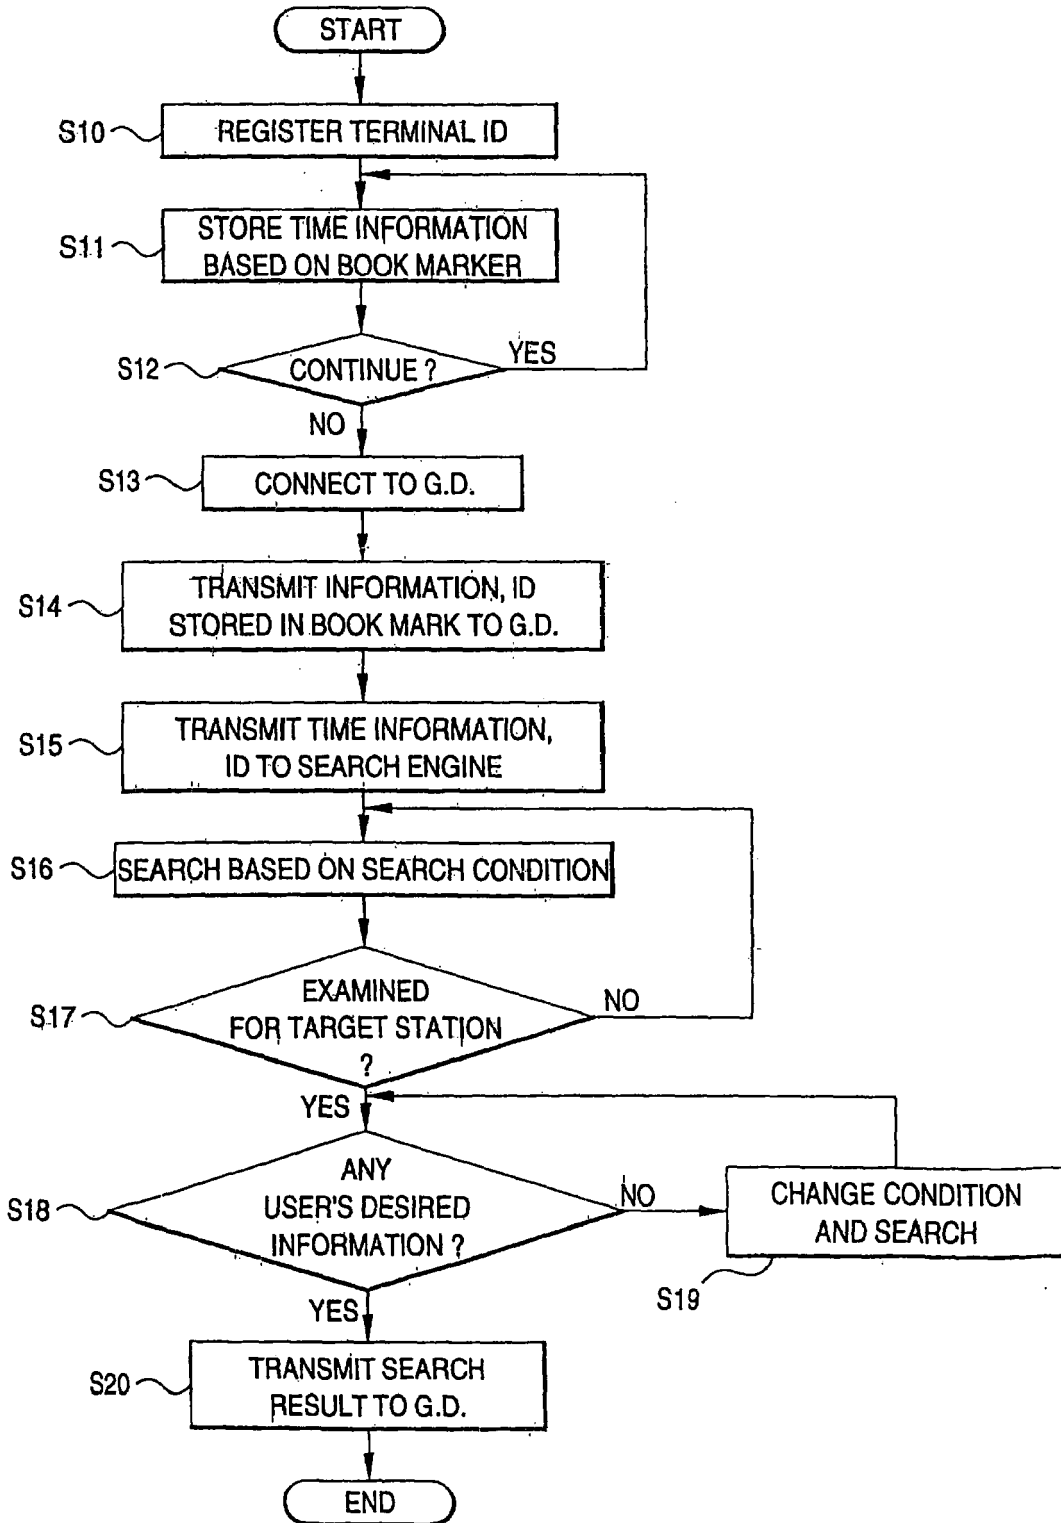 START
S10
REGISTER TERMINAL ID
S11
STORE TIME INFORMATION
BASED ON BOOK MARKER
S12
CONTINUE ?
YES
NO
S13
CONNECT TO G.D.
S14
TRANSMIT INFORMATION, ID
STORED IN BOOK MARK TO G.D.
S15
TRANSMIT TIME INFORMATION,
ID TO SEARCH ENGINE
S16
SEARCH BASED ON SEARCH CONDITION
S17
EXAMINED
FOR TARGET STATION
?
NO
YES
S18
ANY
USER'S DESIRED
INFORMATION ?
NO
CHANGE CONDITION
AND SEARCH
S19
YES
S20
TRANSMIT SEARCH
RESULT TO G.D.
END